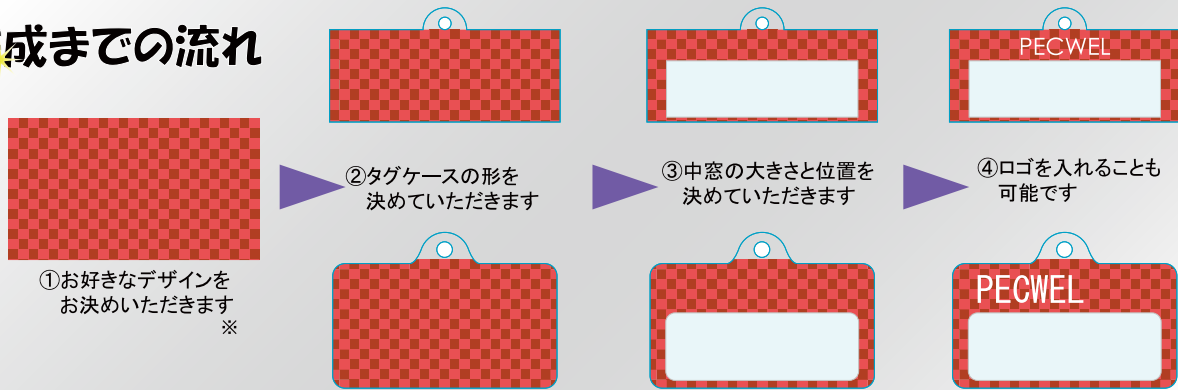 成までの流れ
①お好きなデザインを
お決めいただきます
※
②タグケースの形を
決めていただきます
③中窓の大きさと位置を
決めていただきます
PECWEL
④ロゴを入れることも
可能です
PECWEL